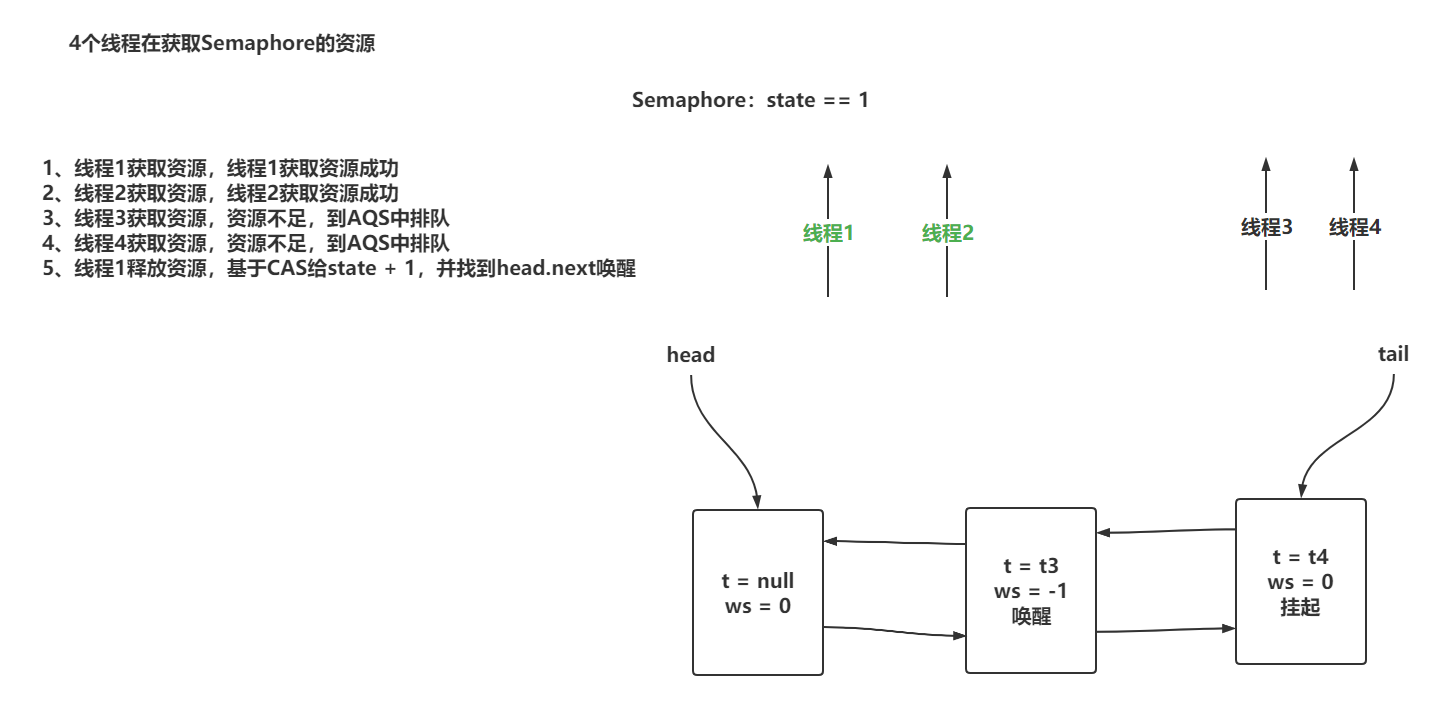 4个线程在获取Semaphore的资源
Semaphore：state == 1
1、线程1获取资源，线程1获取资源成功
2、线程2获取资源，线程2获取资源成功
3、线程3获取资源，资源不足，到AQS中排队
4、线程4获取资源，资源不足，到AQS中排队
5、线程1释放资源，基于CAS给state + 1，并找到head.next唤醒
线程1
线程2
线程3
线程4
head
tail
t = null
ws = 0
t = t3
ws = -1
唤醒
t = t4
ws = 0
挂起